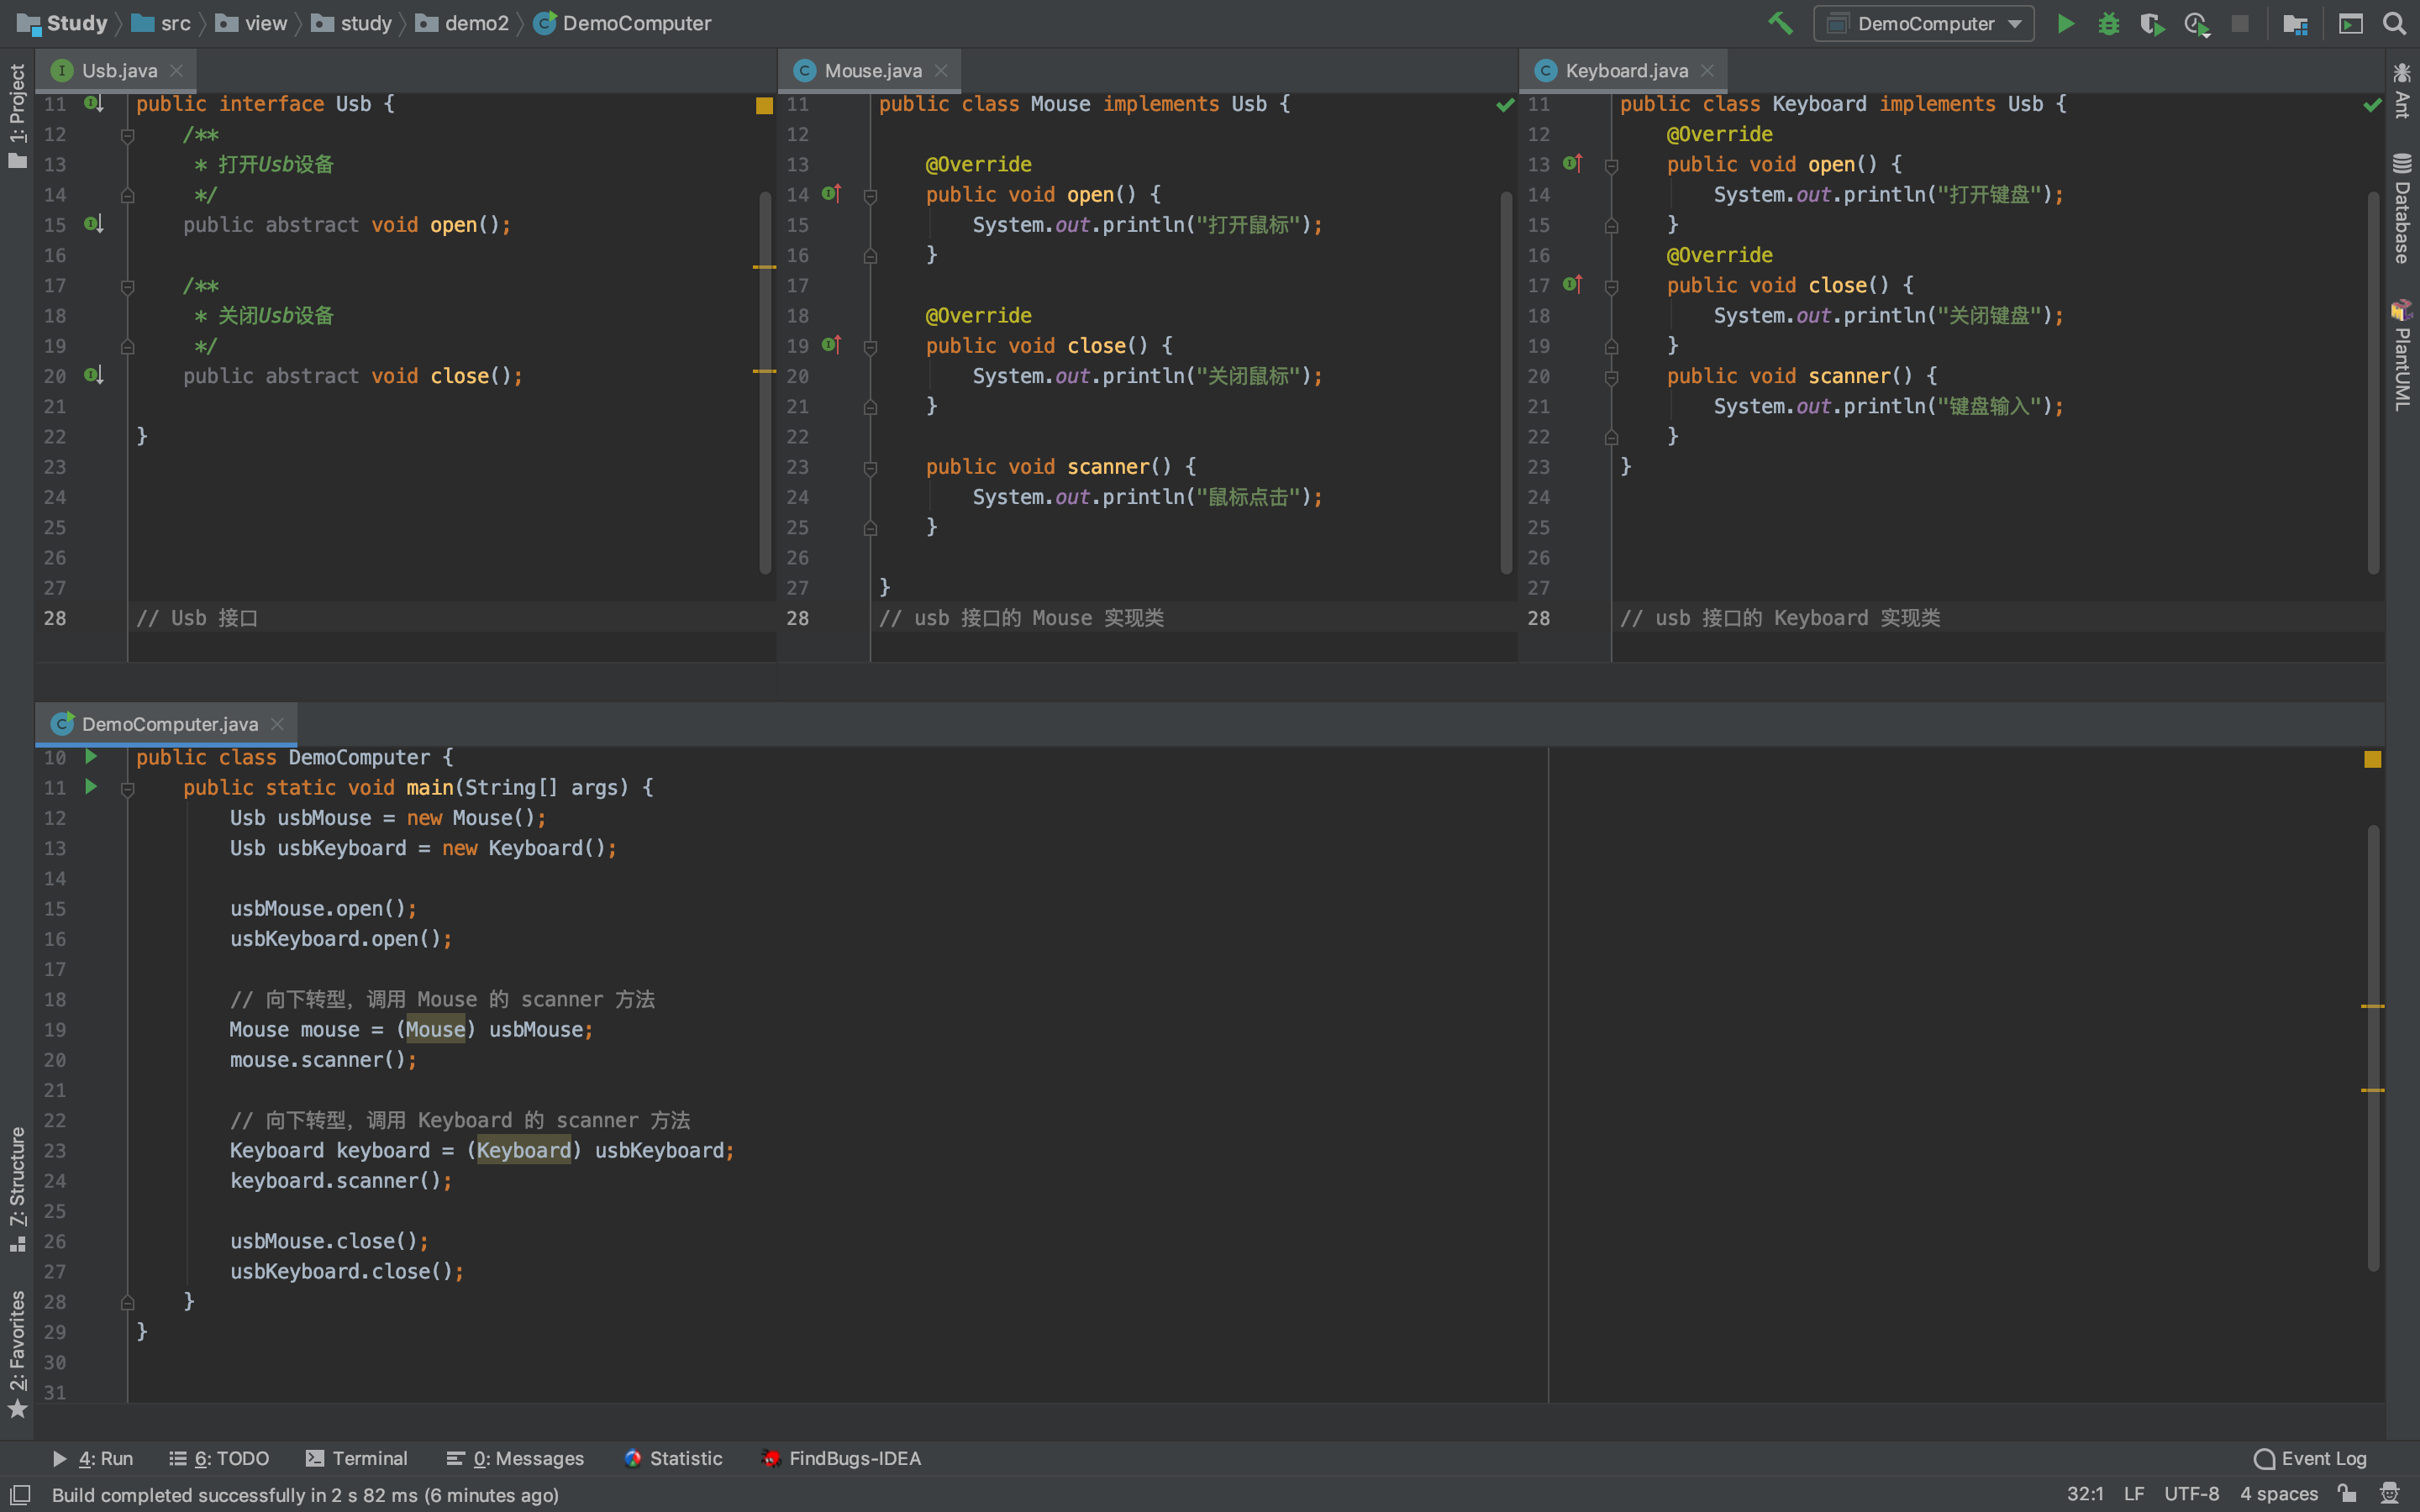 Study src view study demo2 DemoComputer
DemoComputer
1: Project
Usb.java
11 public interface Usb {
12 /**
13 * 打开Usb设备
14 */
15 public abstract void open();
16
17 /**
18 * 关闭Usb设备
19 */
20 public abstract void close();
21
22 }
23
24
25
26
27
28 // Usb 接口
Mouse.java
11 public class Mouse implements Usb {
12
13 @Override
14 public void open() {
15 System.out.println("打开鼠标");
16 }
17
18 @Override
19 public void close() {
20 System.out.println("关闭鼠标");
21 }
22
23 public void scanner() {
24 System.out.println("鼠标点击");
25 }
26
27 }
28 // usb 接口的 Mouse 实现类
Keyboard.java
11 public class Keyboard implements Usb {
12 @Override
13 public void open() {
14 System.out.println("打开键盘");
15 }
16 @Override
17 public void close() {
18 System.out.println("关闭键盘");
19 }
20 public void scanner() {
21 System.out.println("键盘输入");
22 }
23 }
24
25
26
27
28 // usb 接口的 Keyboard 实现类
Ant
Database
PlantUML
DemoComputer.java
10 public class DemoComputer {
11 public static void main(String[] args) {
12 Usb usbMouse = new Mouse();
13 Usb usbKeyboard = new Keyboard();
14
15 usbMouse.open();
16 usbKeyboard.open();
17
18 // 向下转型，调用 Mouse 的 scanner 方法
19 Mouse mouse = (Mouse) usbMouse;
20 mouse.scanner();
21
22 // 向下转型，调用 Keyboard 的 scanner 方法
23 Keyboard keyboard = (Keyboard) usbKeyboard;
24 keyboard.scanner();
25
26 usbMouse.close();
27 usbKeyboard.close();
28 }
29 }
30
31
7: Structure
2: Favorites
4: Run 6: TODO Terminal 0: Messages Statistic FindBugs-IDEA Event Log
Build completed successfully in 2 s 82 ms (6 minutes ago) 32:1 LF UTF-8 4 spaces